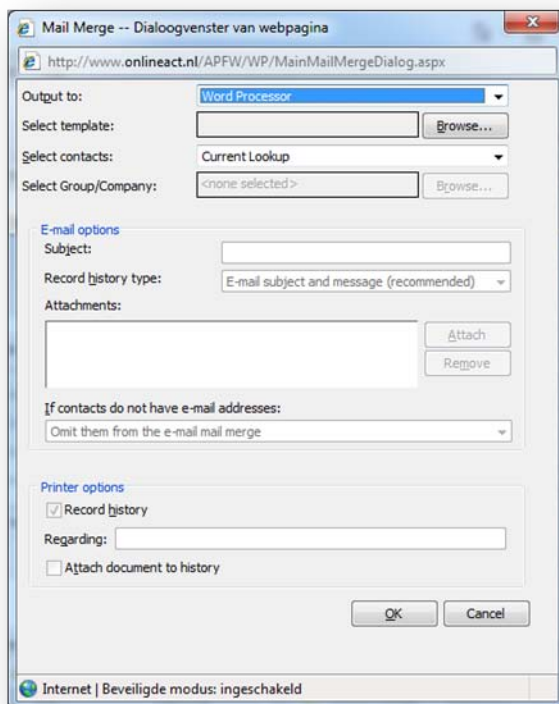 Mail Merge -- Dialoogvenster van webpagina
http://www.onlineact.nl/APFW/WP/MainMailMergeDialog.aspx
Output to: Word Processor
Select template: Browse...
Select contacts: Current Lookup
Select Group/Company: <none selected> Browse...
E-mail options
Subject:
Record history type: E-mail subject and message (recommended)
Attachments:
Attach
Remove
If contacts do not have e-mail addresses:
Omit them from the e-mail mail merge
Printer options
Record history
Regarding:
Attach document to history
OK Cancel
Internet | Beveiligde modus: ingeschakeld